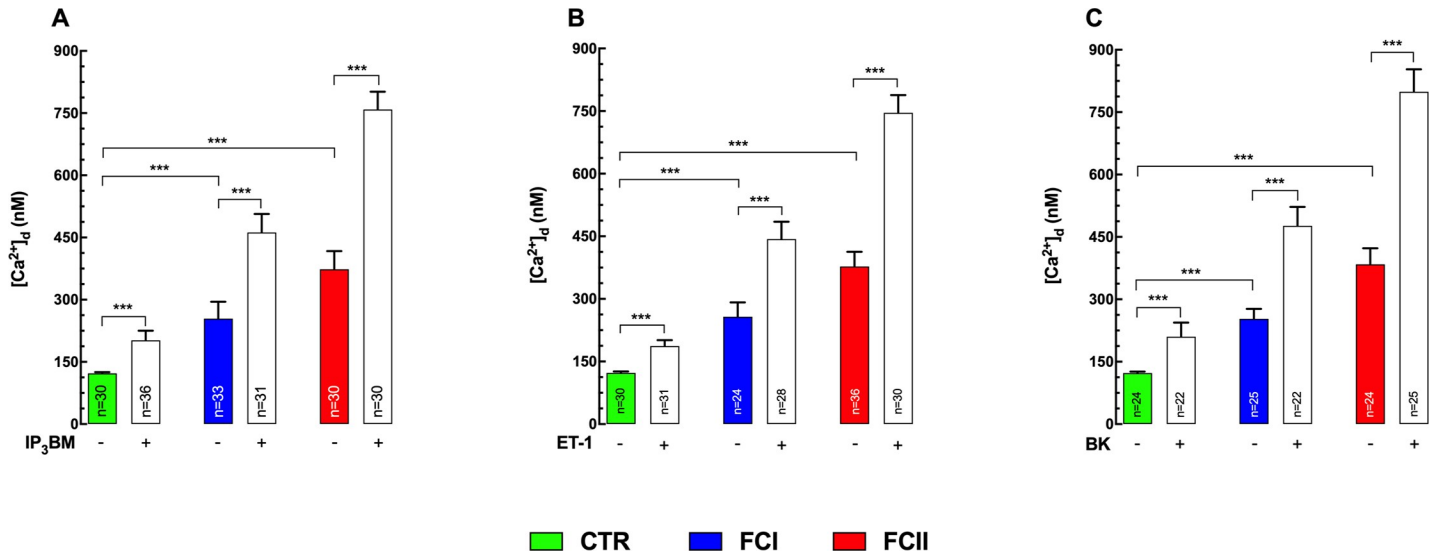 A
900
750
600
450
300
150
0
[Ca²⁺]d (nM)
***
***
***
***
***
n=30
n=36
n=33
n=31
n=30
n=30
IP₃BM - + - + - +
B
900
750
600
450
300
150
0
[Ca²⁺]d (nM)
***
***
***
***
***
n=30
n=31
n=24
n=28
n=36
n=30
ET-1 - + - + - +
C
900
750
600
450
300
150
0
[Ca²⁺]d (nM)
***
***
***
***
***
n=24
n=22
n=25
n=22
n=24
n=25
BK - + - + - +
CTR FCI FCII